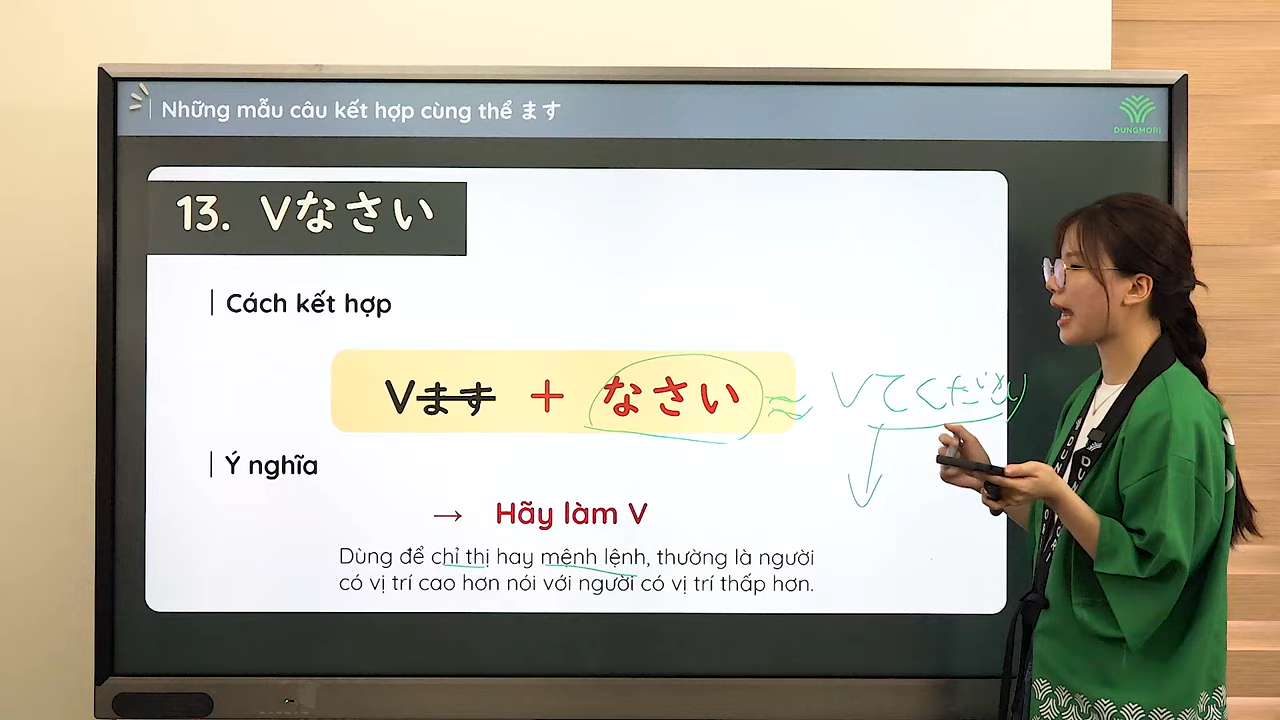 Những mẫu câu kết hợp cùng thể ます
DUNGMORI
13. Vなさい
Cách kết hợp
Vます + なさい ≈ Vてください
Ý nghĩa
→ Hãy làm V
Dùng để chỉ thị hay mệnh lệnh, thường là người
có vị trí cao hơn nói với người có vị trí thấp hơn.